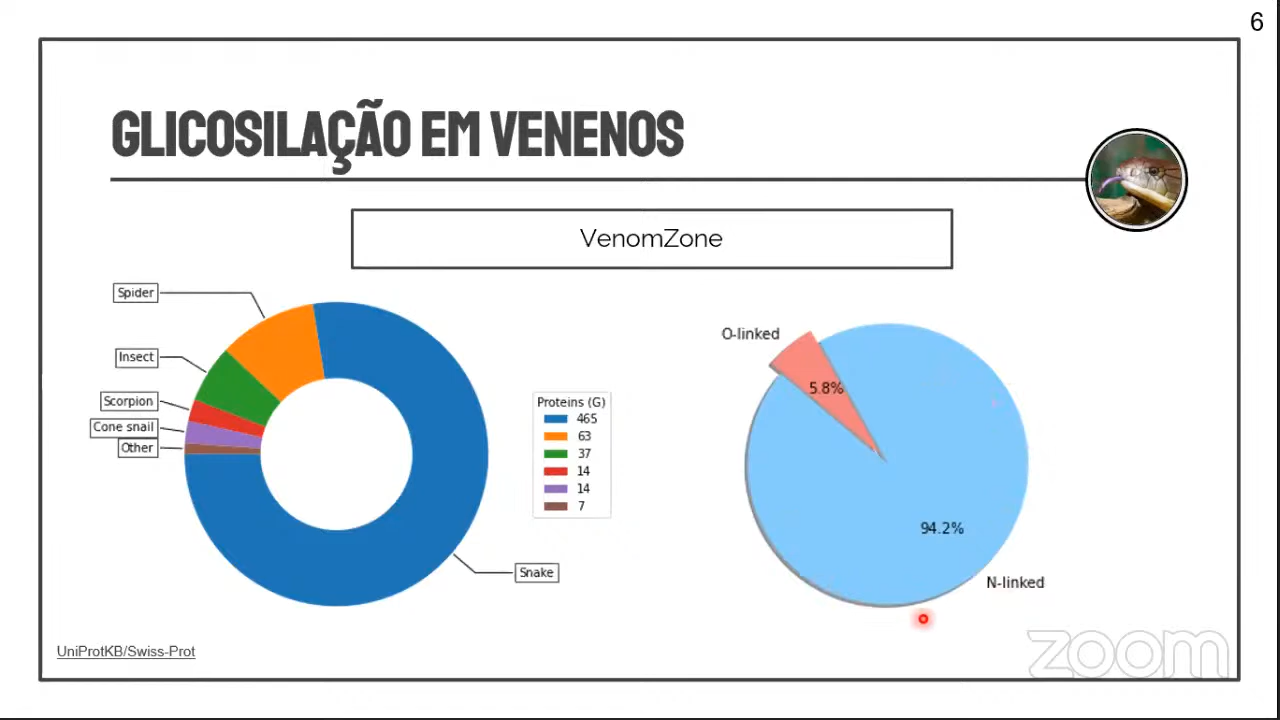 6
GLICOSILAÇÃO EM VENENOS
VenomZone
Spider
Insect
Scorpion
Cone snail
Other
Snake
Proteins (G)
465
63
37
14
14
7
O-linked
5.8%
94.2%
N-linked
UniProtKB/Swiss-Prot
zoom